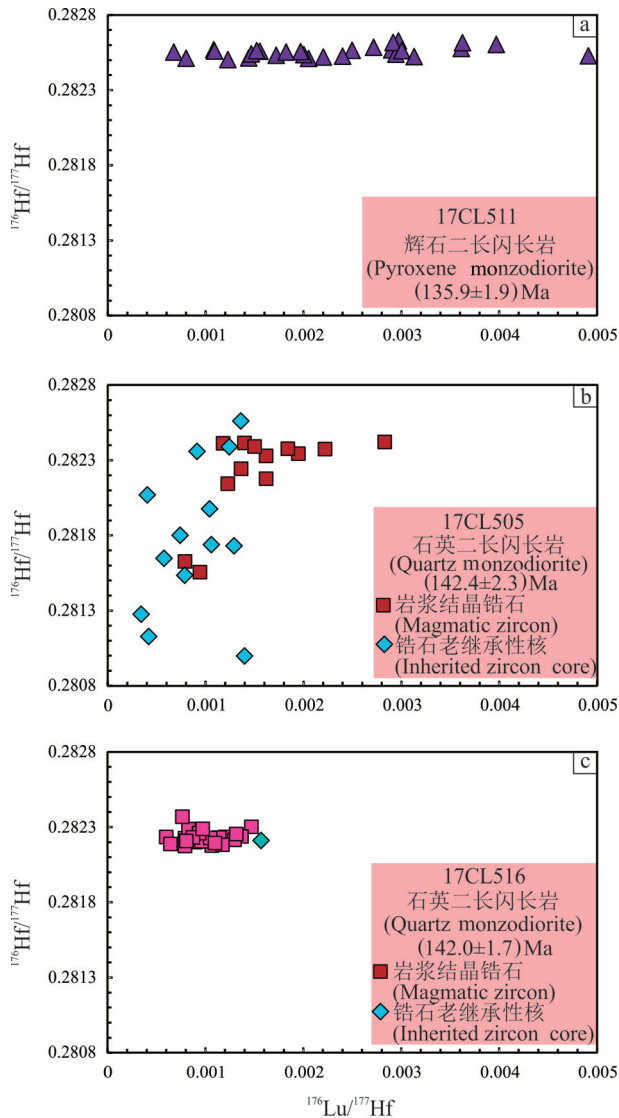 a
0.2828
0.2823
0.2818
0.2813
0.2808
¹⁷⁶Hf/¹⁷⁷Hf
17CL511
辉石二长闪长岩
(Pyroxene monzodiorite)
(135.9±1.9)Ma
0 0.001 0.002 0.003 0.004 0.005
b
0.2828
0.2823
0.2818
0.2813
0.2808
¹⁷⁶Hf/¹⁷⁷Hf
17CL505
石英二长闪长岩
(Quartz monzodiorite)
(142.4±2.3)Ma
岩浆结晶锆石
(Magmatic zircon)
锆石老继承性核
(Inherited zircon core)
0 0.001 0.002 0.003 0.004 0.005
c
0.2828
0.2823
0.2818
0.2813
0.2808
¹⁷⁶Hf/¹⁷⁷Hf
17CL516
石英二长闪长岩
(Quartz monzodiorite)
(142.0±1.7)Ma
岩浆结晶锆石
(Magmatic zircon)
锆石老继承性核
(Inherited zircon core)
0 0.001 0.002 0.003 0.004 0.005
¹⁷⁶Lu/¹⁷⁷Hf